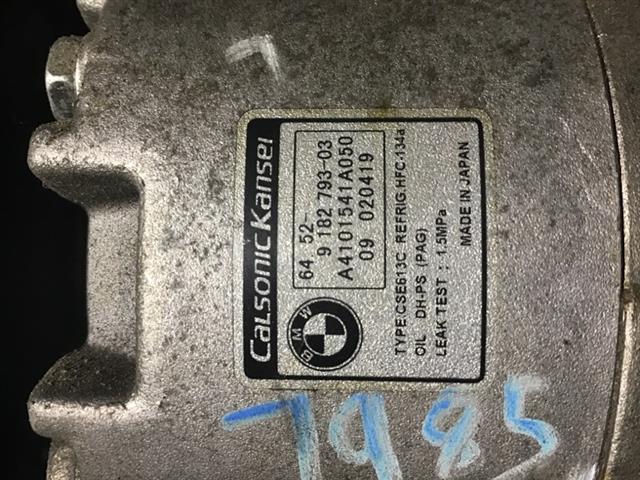 Calsonic Kansei
64 52-
9 182 793-03
A4101541A050
09 020419
BMW
TYPE:CSE613C REFRIG.HFC-134a
OIL DH-PS (PAG)
LEAK TEST : 1.5MPa
MADE IN JAPAN
7985